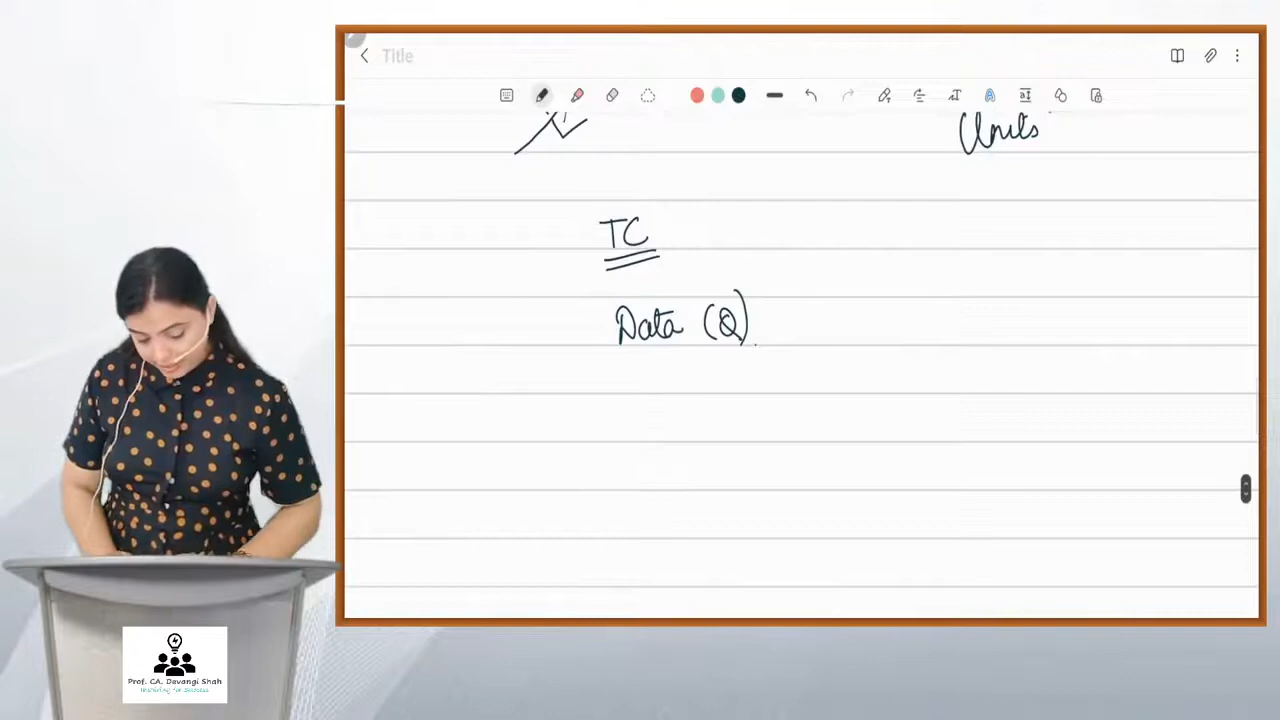 Title
Units
TC
Data (Q)
Prof. CA. Devangi Shah